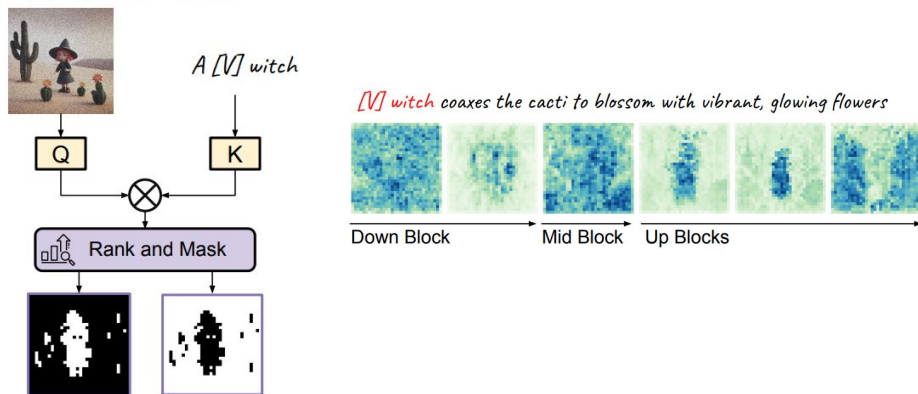 A [V] witch
[V] witch coaxes the cacti to blossom with vibrant, glowing flowers
Q
K
Rank and Mask
Down Block
Mid Block
Up Blocks